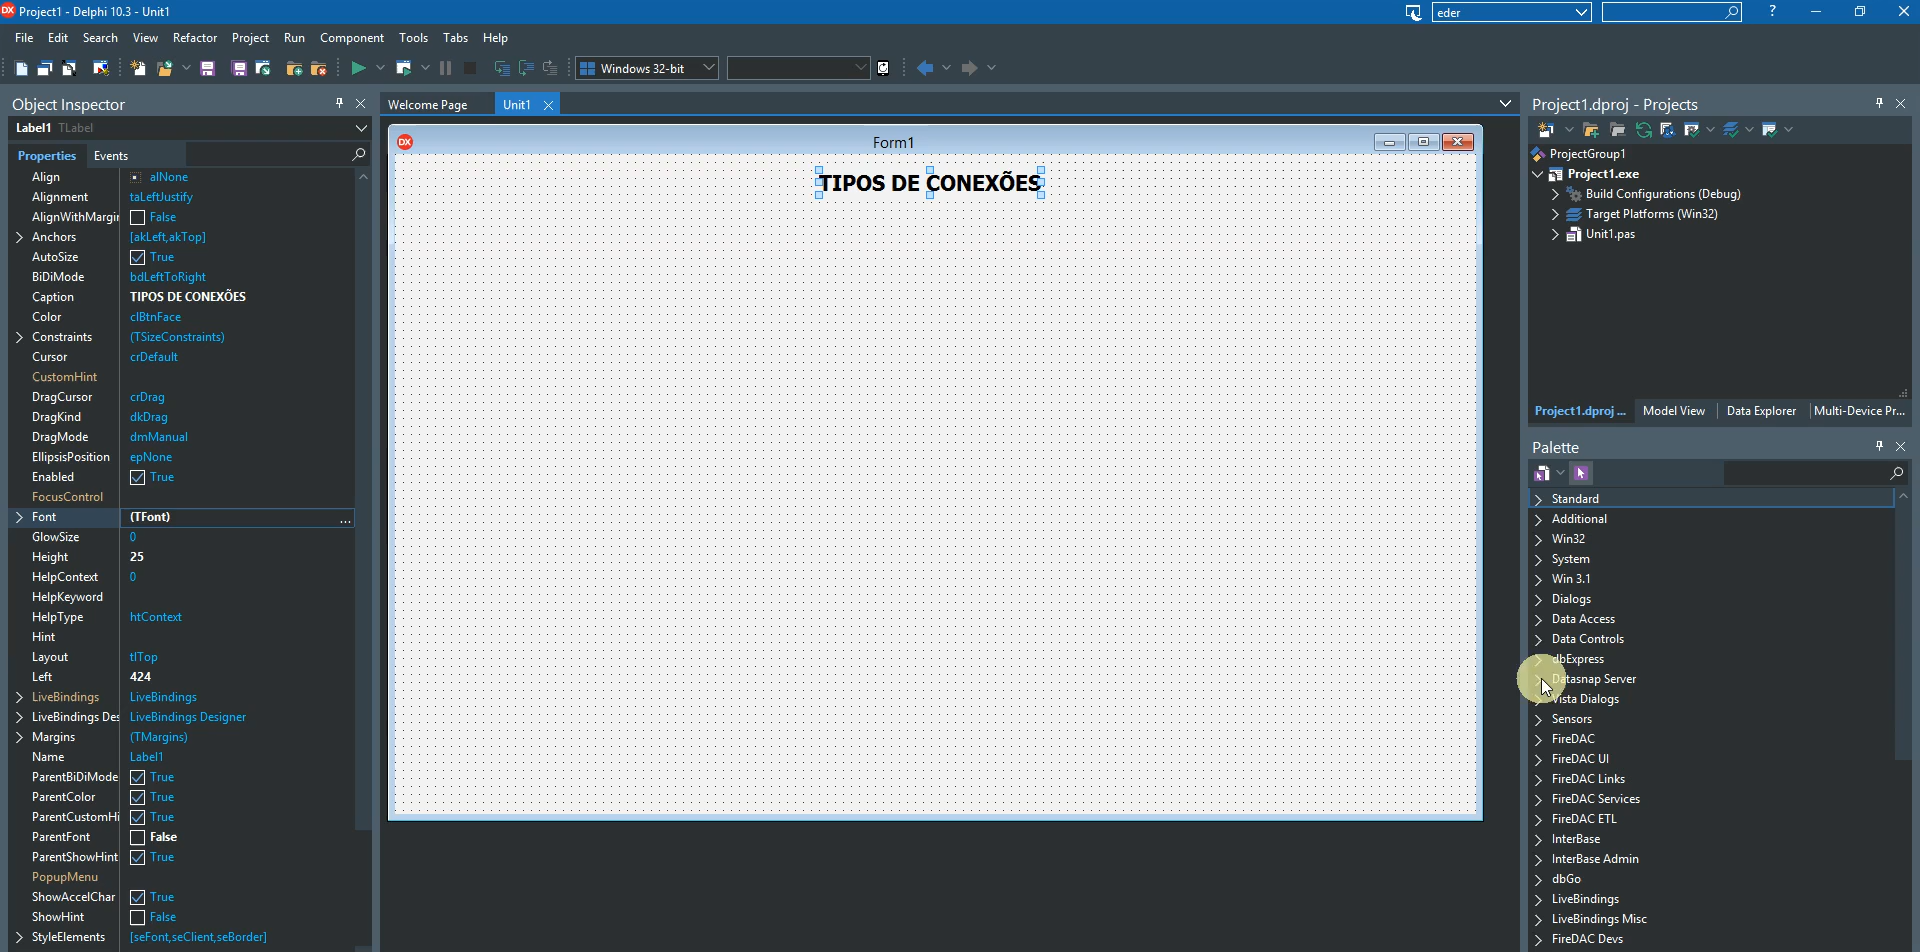 Project1 - Delphi 10.3 - Unit1
eder
?
File Edit Search View Refactor Project Run Component Tools Tabs Help
Windows 32-bit
Object Inspector
Label1 TLabel
Properties Events
Align alNone
Alignment taLeftJustify
AlignWithMargi False
Anchors [akLeft,akTop]
AutoSize True
BiDiMode bdLeftToRight
Caption TIPOS DE CONEXÕES
Color clBtnFace
Constraints (TSizeConstraints)
Cursor crDefault
CustomHint
DragCursor crDrag
DragKind dkDrag
DragMode dmManual
EllipsisPosition epNone
Enabled True
FocusControl
Font (TFont) ...
GlowSize 0
Height 25
HelpContext 0
HelpKeyword
HelpType htContext
Hint
Layout tlTop
Left 424
LiveBindings LiveBindings
LiveBindings De LiveBindings Designer
Margins (TMargins)
Name Label1
ParentBiDiMode True
ParentColor True
ParentCustomHi True
ParentFont False
ParentShowHint True
PopupMenu
ShowAccelChar True
ShowHint False
StyleElements [seFont,seClient,seBorder]
Welcome Page Unit1
DX Form1
TIPOS DE CONEXÕES
Project1.dproj - Projects
ProjectGroup1
Project1.exe
Build Configurations (Debug)
Target Platforms (Win32)
Unit1.pas
Project1.dproj ... Model View Data Explorer Multi-Device Pr...
Palette
Standard
Additional
Win32
System
Win 3.1
Dialogs
Data Access
Data Controls
dbExpress
Datasnap Server
Vista Dialogs
Sensors
FireDAC
FireDAC UI
FireDAC Links
FireDAC Services
FireDAC ETL
InterBase
InterBase Admin
dbGo
LiveBindings
LiveBindings Misc
FireDAC Devs